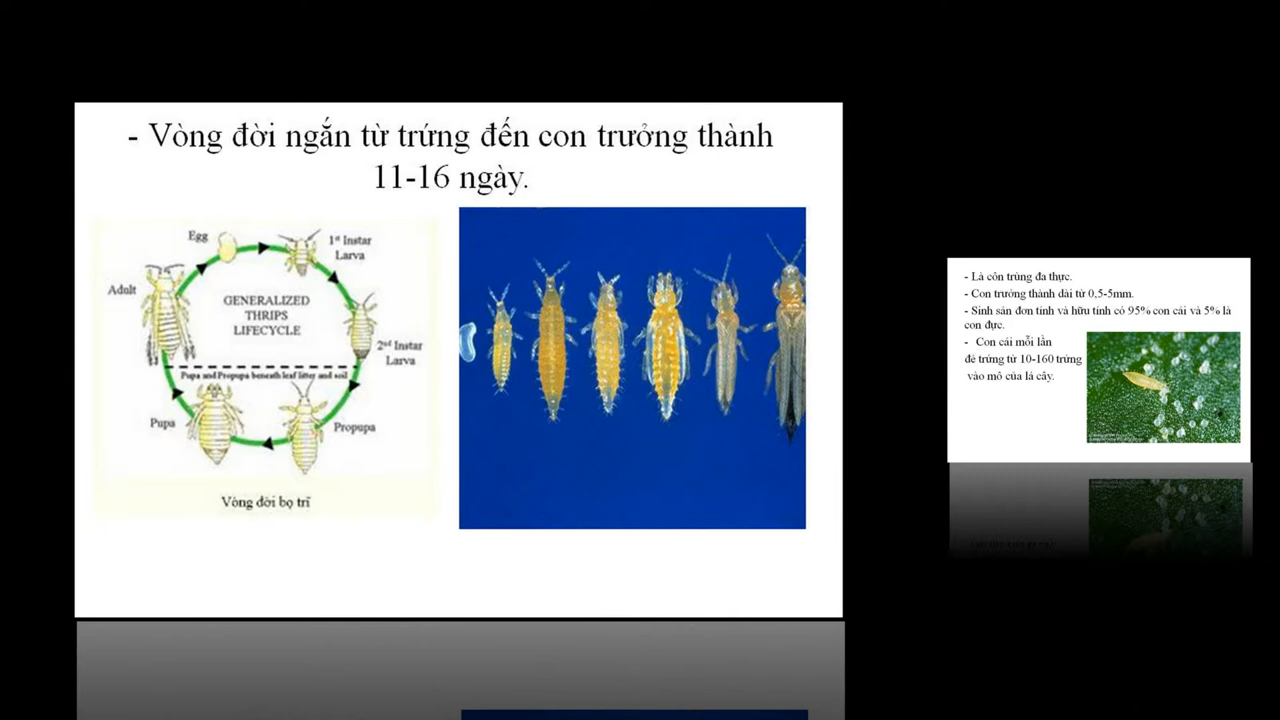 - Vòng đời ngắn từ trứng đến con trưởng thành
11-16 ngày.
Egg
1st Instar
Larva
Adult
GENERALIZED
THRIPS
LIFECYCLE
2nd Instar
Larva
Pupa and Propupa beneath leaf litter and soil
Pupa
Propupa
Vòng đời bọ trĩ
- Là côn trùng đa thực.
- Con trưởng thành dài từ 0,5-5mm.
- Sinh sản đơn tính và hữu tính có 95% con cái và 5% là
con đực.
- Con cái mỗi lần
đẻ trứng từ 10-160 trứng
vào mô của lá cây.